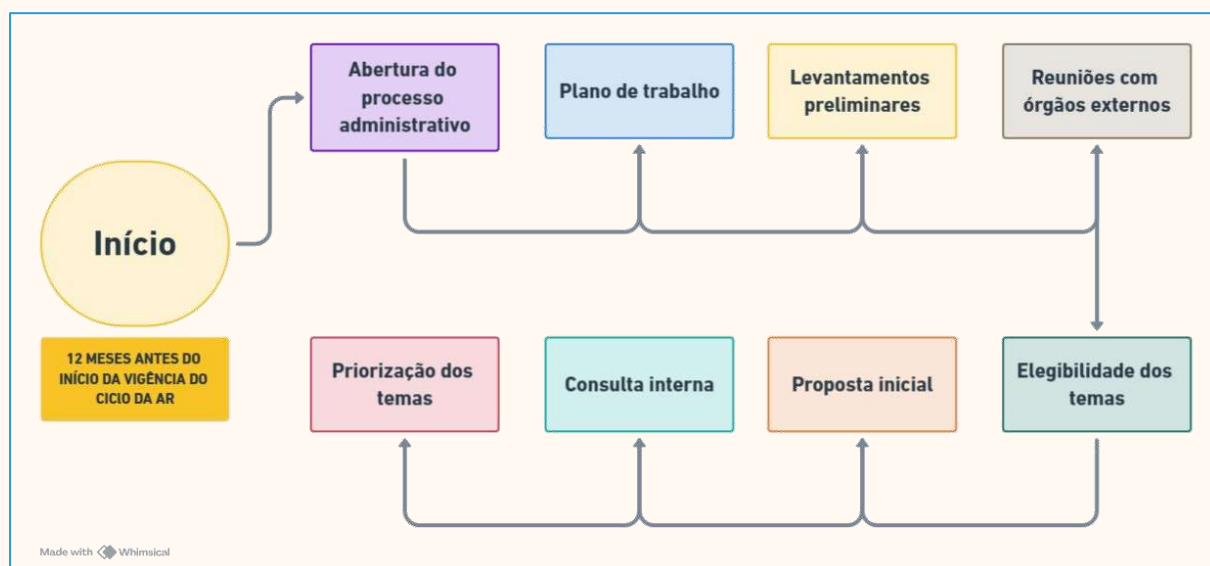 Início
12 MESES ANTES DO
INÍCIO DA VIGÊNCIA DO
CICLO DA AR
Abertura do
processo
administrativo
Plano de trabalho
Levantamentos
preliminares
Reuniões com
órgãos externos
Elegibilidade dos
temas
Proposta inicial
Consulta interna
Priorização dos
temas
Made with Whimsical